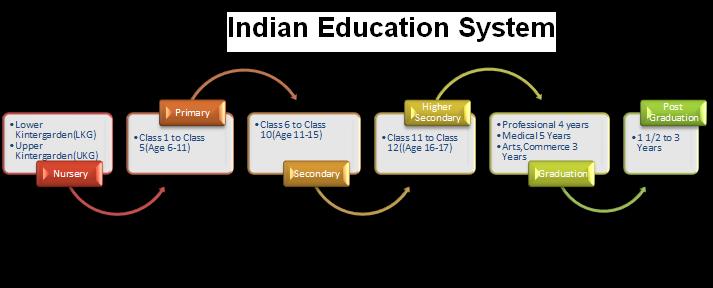 Indian Education System
• Lower
Kintergarden(LKG)
• Upper
Kintergarden(UKG)
Nursery
Primary
• Class 1 to Class
5(Age 6-11)
• Class 6 to Class
10(Age 11-15)
Secondary
Higher
Secondary
• Class 11 to Class
12((Age 16-17)
• Professional 4 years
• Medical 5 Years
• Arts,Commerce 3
Years
Graduation
Post
Graduation
• 1 1/2 to 3
Years